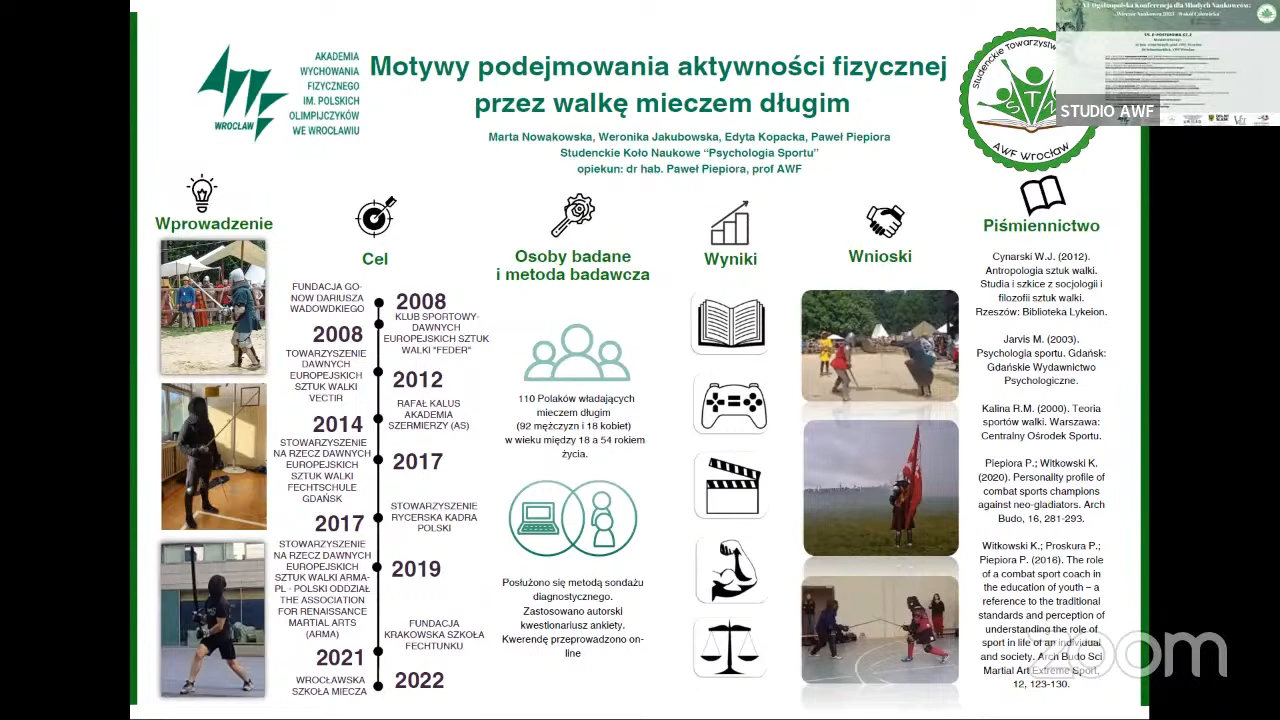 AKADEMIA
WYCHOWANIA
FIZYCZNEGO
IM. POLSKICH
OLIMPIJCZYKÓW
WE WROCŁAWIU
WROCŁAW
Motywy podejmowania aktywności fizycznej
przez walkę mieczem długim
Marta Nowakowska, Weronika Jakubowska, Edyta Kopacka, Paweł Piepiora
Studenckie Koło Naukowe “Psychologia Sportu”
opiekun: dr hab. Paweł Piepiora, prof AWF
Studenckie Towarzystw
STN
AWF Wrocław
VI Ogólnopolska Konferencja dla Młodych Naukowców:
STUDIO AWF
Wprowadzenie
Cel
FUNDACJA GO-
NOW DARIUSZA
WADOWDKIEGO
2008
KLUB SPORTOWY-
DAWNYCH
EUROPEJSKICH SZTUK
WALKI "FEDER"
2008
TOWARZYSZENIE
DAWNYCH
EUROPEJSKICH
SZTUK WALKI
VECTIR
2012
RAFAŁ KALUS
AKADEMIA
SZERMIERZY (AS)
2014
STOWARZYSZENIE
NA RZECZ DAWNYCH
EUROPEJSKICH
SZTUK WALKI
FECHTSCHULE
GDAŃSK
2017
STOWARZYSZENIE
RYCERSKA KADRA
POLSKI
2017
STOWARZYSZENIE
NA RZECZ DAWNYCH
EUROPEJSKICH
SZTUK WALKI ARMA-
PL - POLSKI ODDZIAŁ
THE ASSOCIATION
FOR RENAISSANCE
MARTIAL ARTS
(ARMA)
2019
FUNDACJA
KRAKOWSKA SZKOŁA
FECHTUNKU
2021
WROCŁAWSKA
SZKOŁA MIECZA
2022
Osoby badane
i metoda badawcza
110 Polaków władających
mieczem długim
(92 mężczyzn i 18 kobiet)
w wieku między 18 a 54 rokiem
życia.
Posłużono się metodą sondażu
diagnostycznego.
Zastosowano autorski
kwestionariusz ankiety.
Kwerendę przeprowadzono on-
line
Wyniki
Wnioski
Piśmiennictwo
Cynarski W.J. (2012).
Antropologia sztuk walki.
Studia i szkice z socjologii i
filozofii sztuk walki.
Rzeszów: Biblioteka Lykeion.
Jarvis M. (2003).
Psychologia sportu. Gdańsk:
Gdańskie Wydawnictwo
Psychologiczne.
Kalina R.M. (2000). Teoria
sportów walki. Warszawa:
Centralny Ośrodek Sportu.
Piepiora P.; Witkowski K.
(2020). Personality profile of
combat sports champions
against neo-gladiators. Arch
Budo, 16, 281-293.
Witkowski K.; Proskura P.;
Piepiora P. (2016). The role
of a combat sport coach in
the education of youth – a
reference to the traditional
standards and perception of
understanding the role of
sport in life of an individual
and society. Arch Budo Sci
Martial Art Extreme Sport,
12, 123-130.
zoom